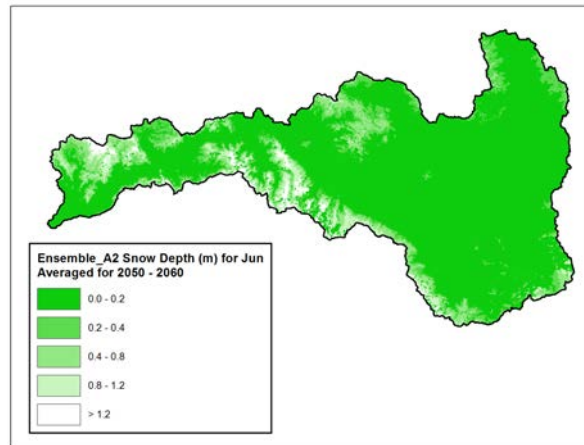 Ensemble_A2 Snow Depth (m) for Jun
Averaged for 2050 - 2060
0.0 - 0.2
0.2 - 0.4
0.4 - 0.8
0.8 - 1.2
> 1.2